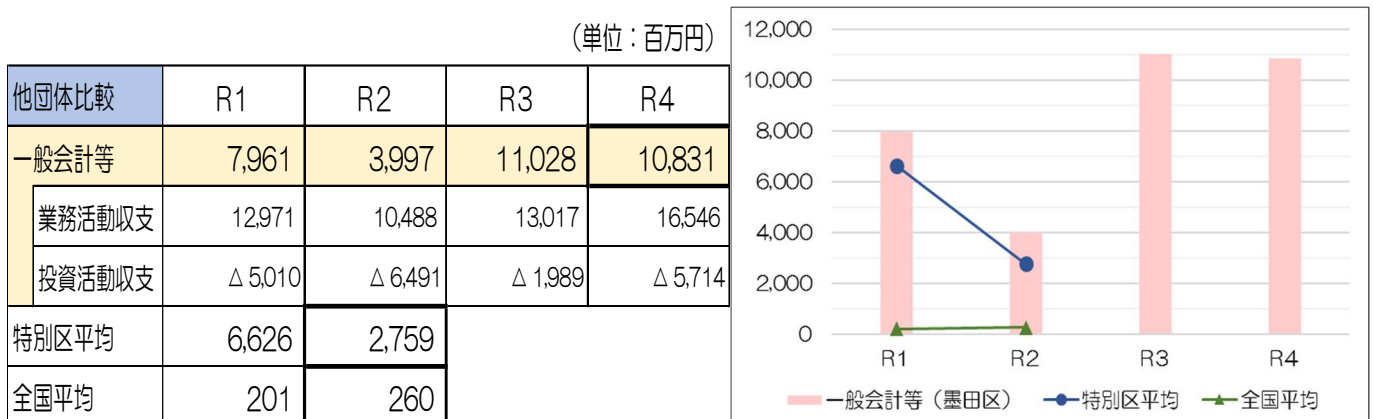 （単位：百万円）
他団体比較 R1 R2 R3 R4
一般会計等 7,961 3,997 11,028 10,831
業務活動収支 12,971 10,488 13,017 16,546
投資活動収支 △ 5,010 △ 6,491 △ 1,989 △ 5,714
特別区平均 6,626 2,759
全国平均 201 260
12,000
10,000
8,000
6,000
4,000
2,000
0
R1 R2 R3 R4
一般会計等（墨田区） 特別区平均 全国平均